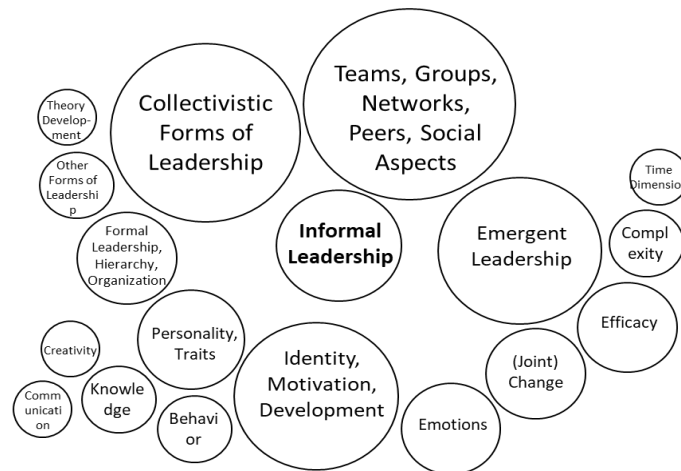 Theory
Develop-
ment
Collectivistic
Forms of
Leadership
Teams, Groups,
Networks,
Peers, Social
Aspects
Other
Forms of
Leadershi
p
Time
Dimension
Formal
Leadership,
Hierarchy,
Organization
Informal
Leadership
Emergent
Leadership
Compl
exity
Creativity
Personality,
Traits
Identity,
Motivation,
Development
(Joint)
Change
Efficacy
Comm
unicati
on
Knowle
dge
Behavi
or
Emotions